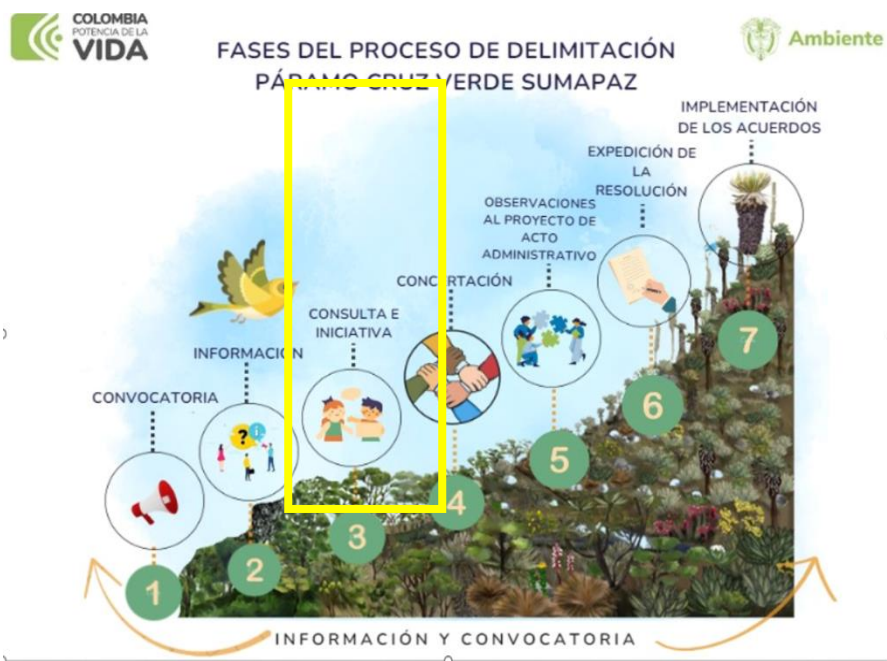 COLOMBIA
POTENCIA DE LA
VIDA
Ambiente
FASES DEL PROCESO DE DELIMITACIÓN
PÁRAMO CRUZ VERDE SUMAPAZ
IMPLEMENTACIÓN
DE LOS ACUERDOS
EXPEDICIÓN DE
LA
RESOLUCIÓN
OBSERVACIONES
AL PROYECTO DE
ACTO
ADMINISTRATIVO
CONCERTACIÓN
CONSULTA E
INICIATIVA
INFORMACIÓN
CONVOCATORIA
? i
1
2
3
4
5
6
7
INFORMACIÓN Y CONVOCATORIA